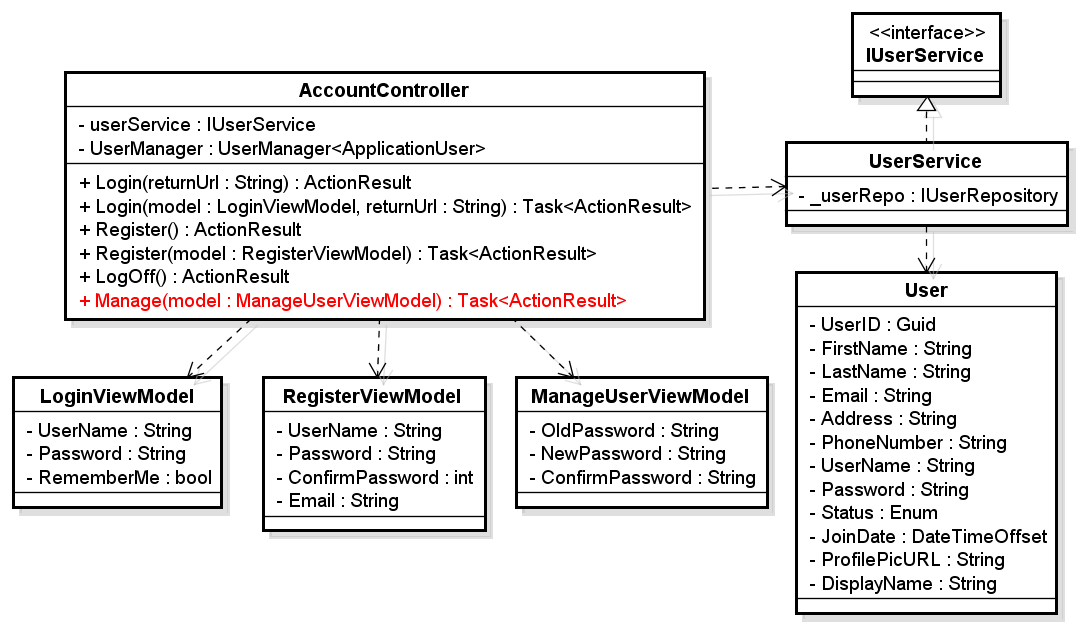 <<interface>>
IUserService
AccountController
- userService : IUserService
- UserManager : UserManager<ApplicationUser>
+ Login(returnUrl : String) : ActionResult
+ Login(model : LoginViewModel, returnUrl : String) : Task<ActionResult>
+ Register() : ActionResult
+ Register(model : RegisterViewModel) : Task<ActionResult>
+ LogOff() : ActionResult
+ Manage(model : ManageUserViewModel) : Task<ActionResult>
UserService
- _userRepo : IUserRepository
User
- UserID : Guid
- FirstName : String
- LastName : String
- Email : String
- Address : String
- PhoneNumber : String
- UserName : String
- Password : String
- Status : Enum
- JoinDate : DateTimeOffset
- ProfilePicURL : String
- DisplayName : String
LoginViewModel
- UserName : String
- Password : String
- RememberMe : bool
RegisterViewModel
- UserName : String
- Password : String
- ConfirmPassword : int
- Email : String
ManageUserViewModel
- OldPassword : String
- NewPassword : String
- ConfirmPassword : String